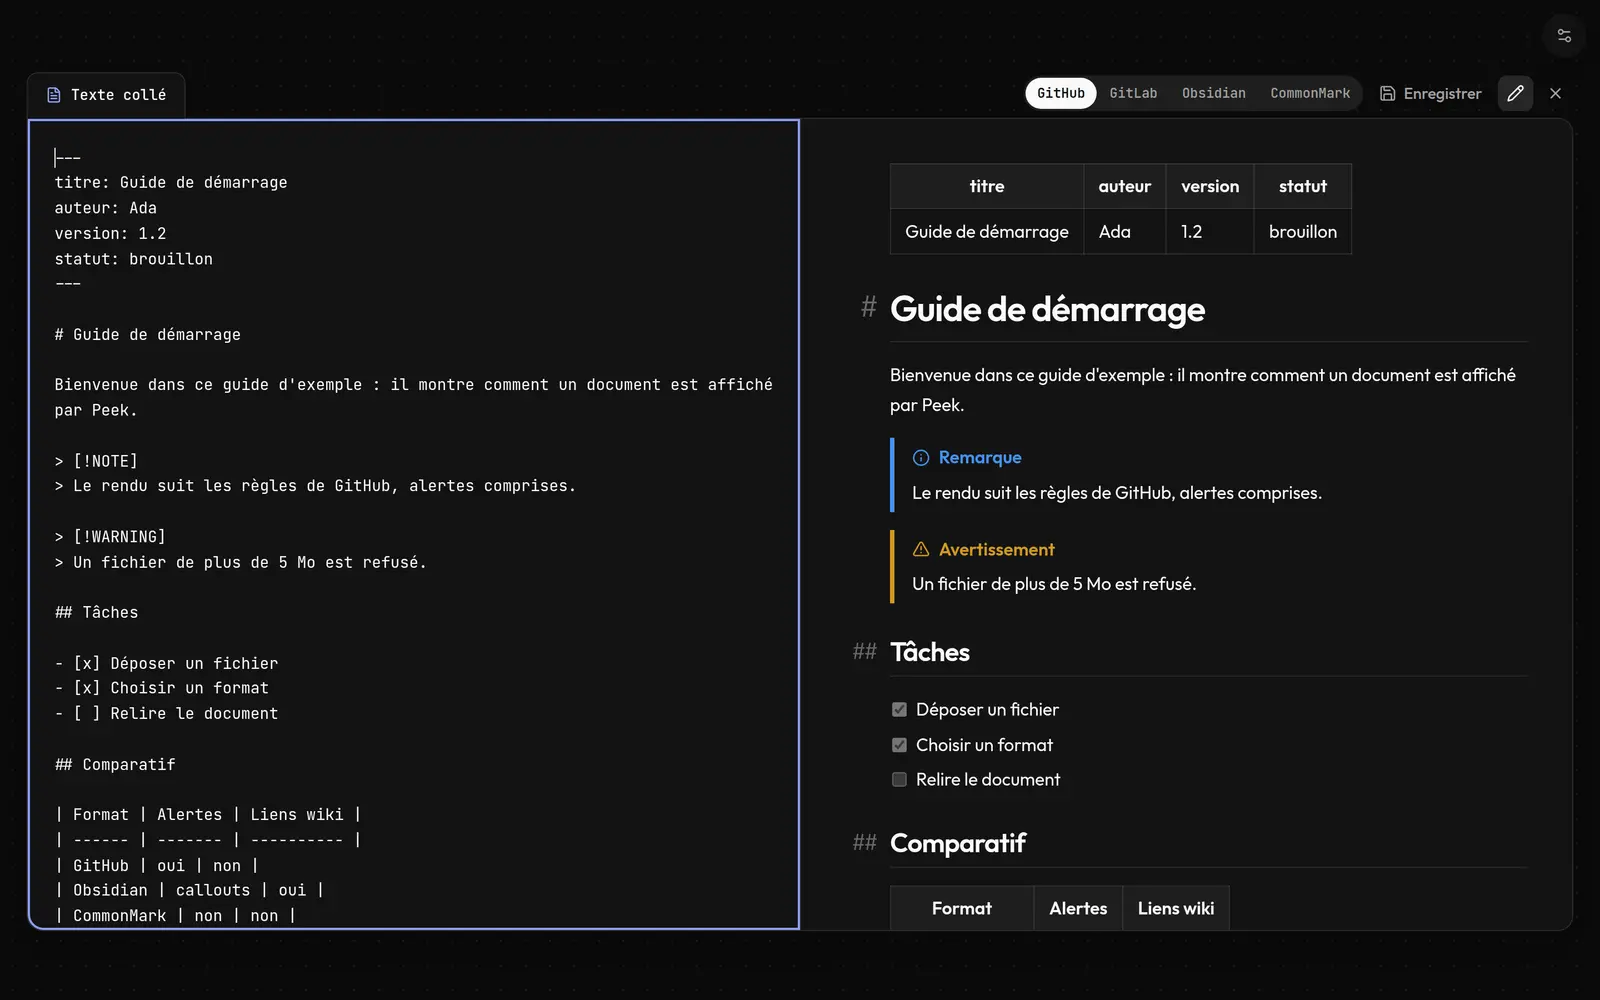 Texte collé
GitHub GitLab Obsidian CommonMark Enregistrer
---
titre: Guide de démarrage
auteur: Ada
version: 1.2
statut: brouillon
---
# Guide de démarrage
Bienvenue dans ce guide d'exemple : il montre comment un document est affiché
par Peek.
> [!NOTE]
> Le rendu suit les règles de GitHub, alertes comprises.
> [!WARNING]
> Un fichier de plus de 5 Mo est refusé.
## Tâches
- [x] Déposer un fichier
- [x] Choisir un format
- [ ] Relire le document
## Comparatif
| Format | Alertes | Liens wiki |
| ------ | ------- | ---------- |
| GitHub | oui | non |
| Obsidian | callouts | oui |
| CommonMark | non | non |
titre auteur version statut
Guide de démarrage Ada 1.2 brouillon
# Guide de démarrage
Bienvenue dans ce guide d'exemple : il montre comment un document est affiché
par Peek.
Remarque
Le rendu suit les règles de GitHub, alertes comprises.
Avertissement
Un fichier de plus de 5 Mo est refusé.
## Tâches
Déposer un fichier
Choisir un format
Relire le document
## Comparatif
Format Alertes Liens wiki